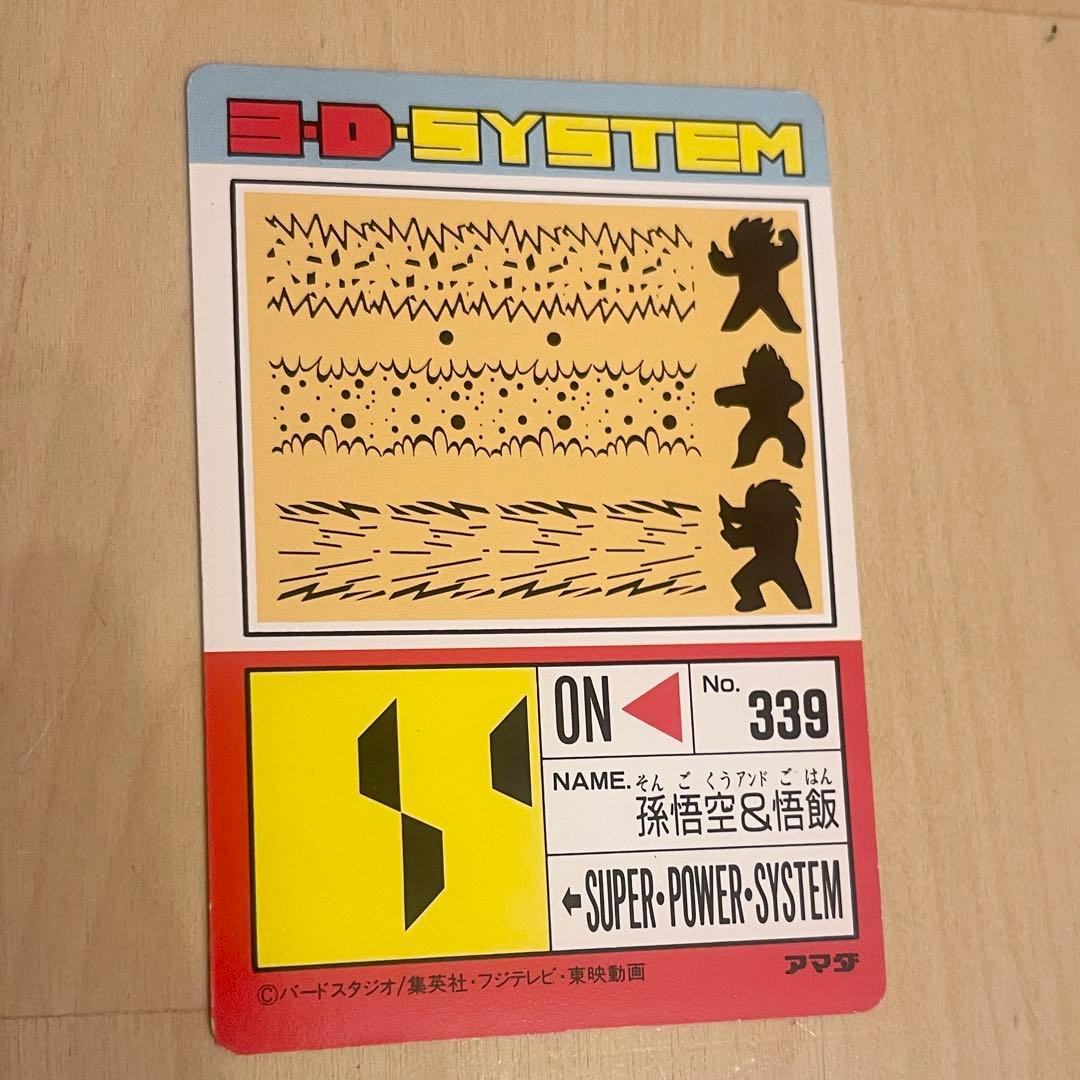 3・D・SYSTEM
ON
No. 339
NAME. そん ご くうアンド ご はん
孫悟空&悟飯
←SUPER・POWER・SYSTEM
アマダ
©バードスタジオ/集英社・フジテレビ・東映動画